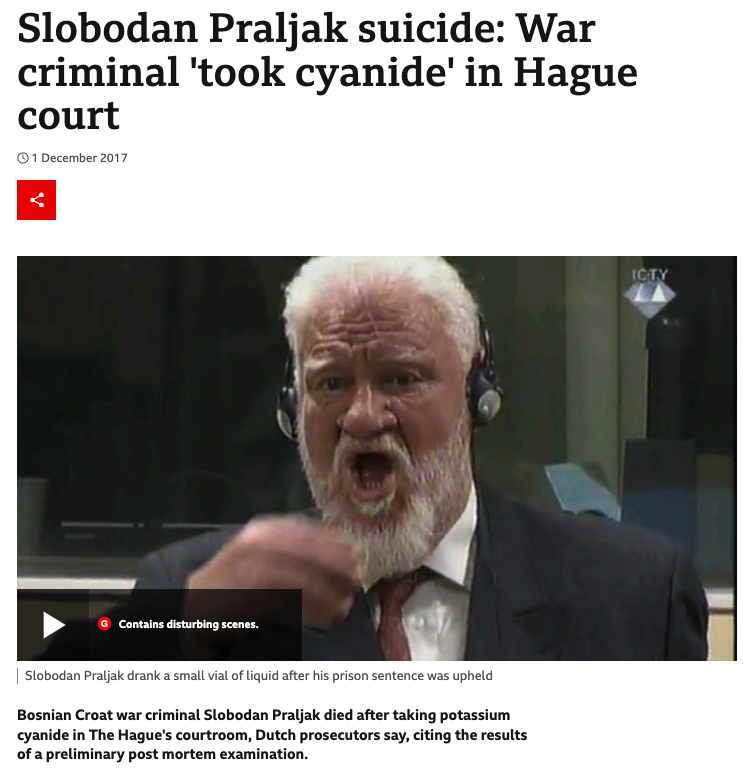 Slobodan Praljak suicide: War
criminal 'took cyanide' in Hague
court
1 December 2017
ICTY
G Contains disturbing scenes.
Slobodan Praljak drank a small vial of liquid after his prison sentence was upheld
Bosnian Croat war criminal Slobodan Praljak died after taking potassium
cyanide in The Hague's courtroom, Dutch prosecutors say, citing the results
of a preliminary post mortem examination.